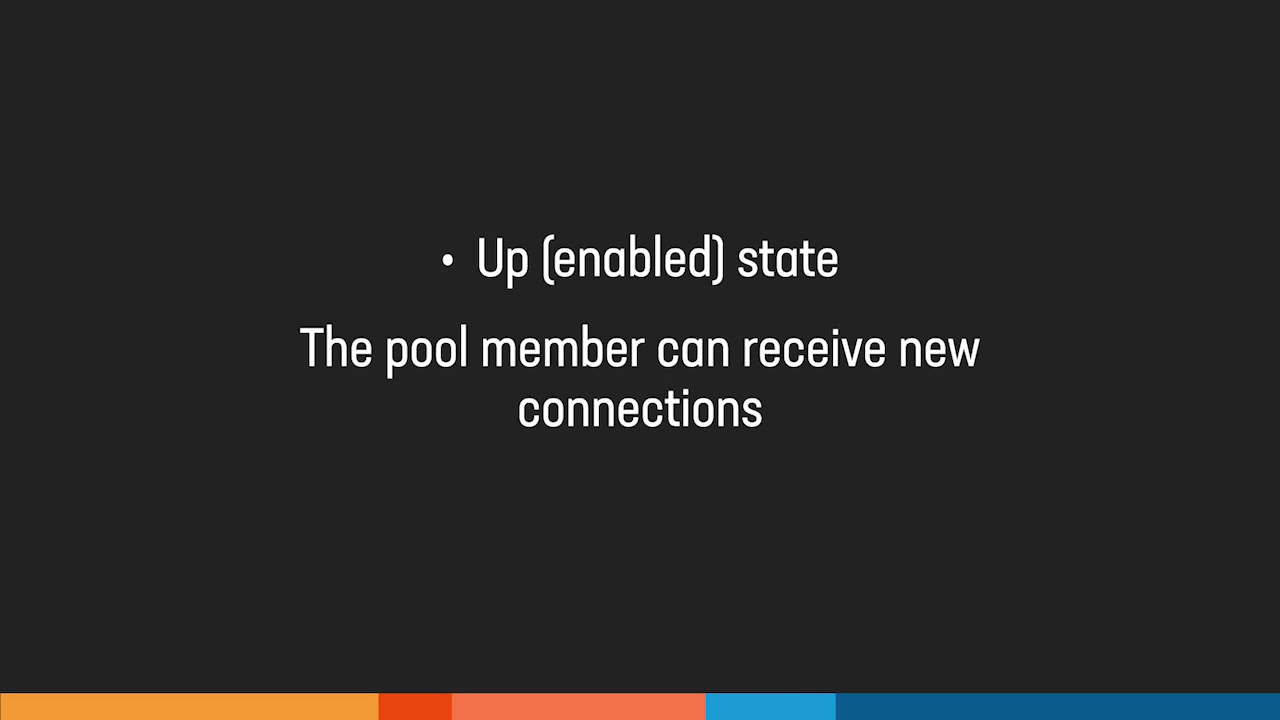 • Up (enabled) state
The pool member can receive new
connections